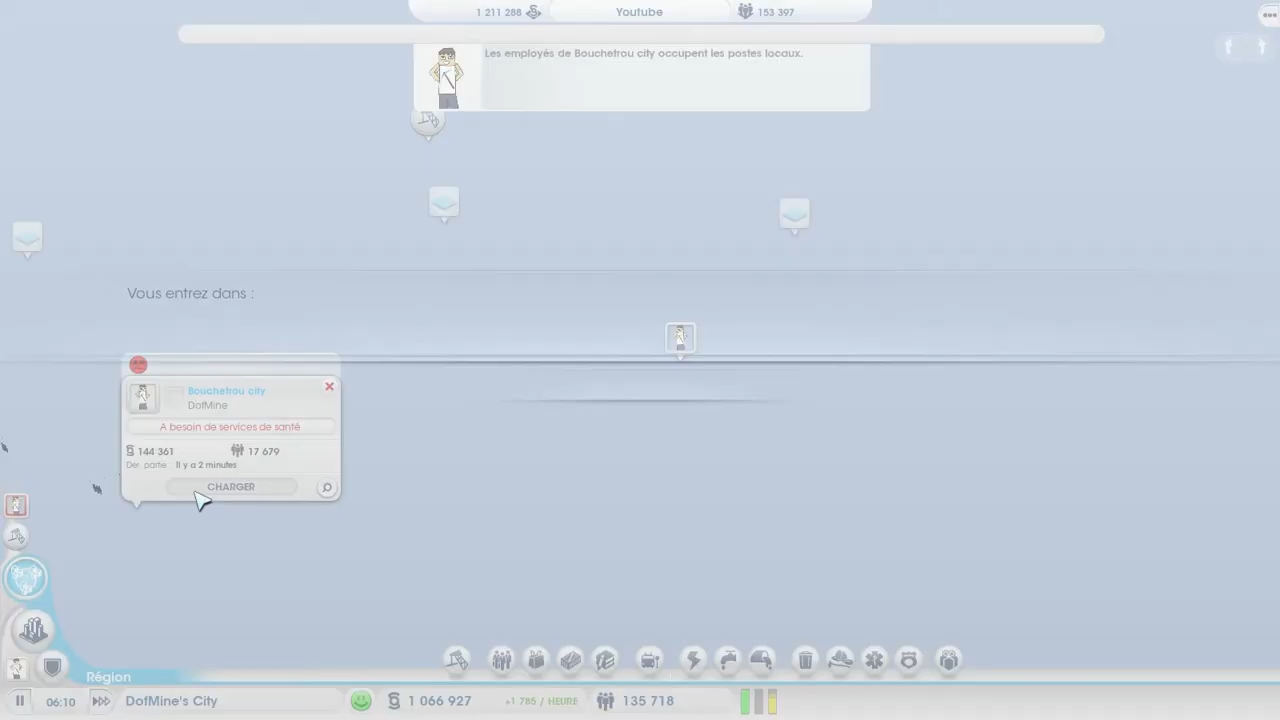 1 211 288
Youtube
153 397
Les employés de Bouchetrou city occupent les postes locaux.
Vous entrez dans :
Bouchetrou city
DofMine
A besoin de services de santé
144 361
17 679
Der. partie : Il y a 2 minutes
CHARGER
Région
06:10
DofMine's City
1 066 927
+1 785 / HEURE
135 718